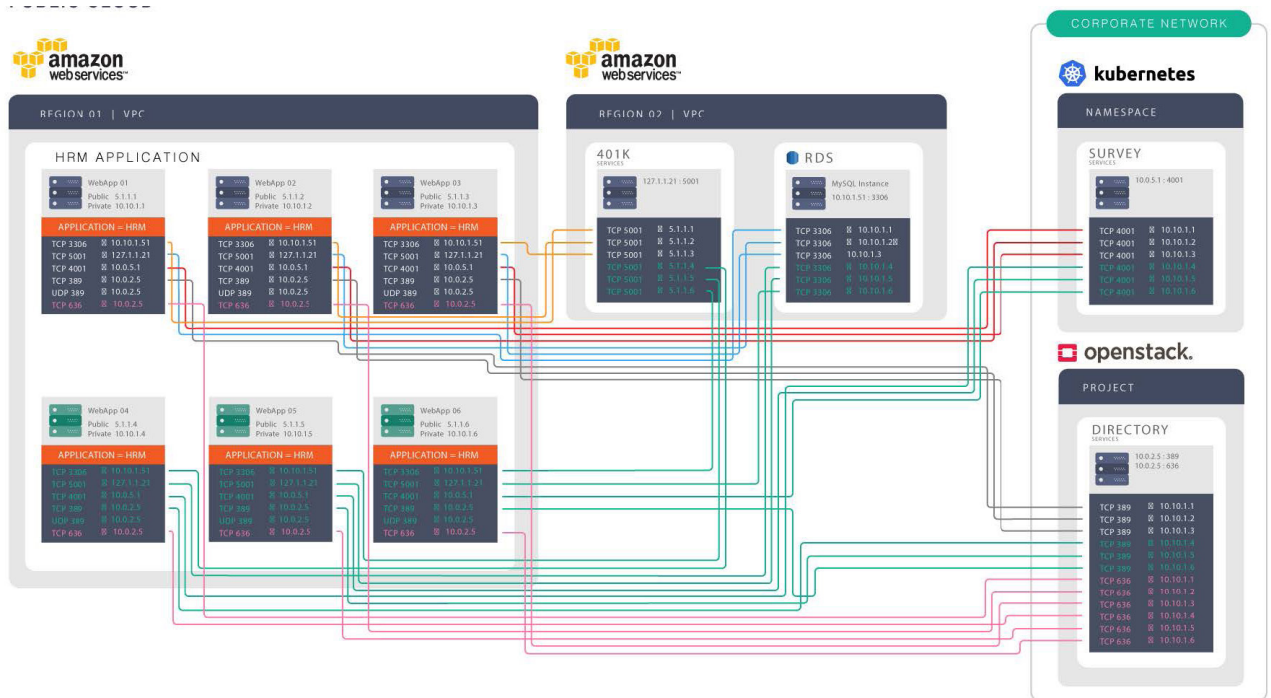 amazon
web services™
amazon
web services™
CORPORATE NETWORK
kubernetes
REGION 01 | VPC
REGION 02 | VPC
NAMESPACE
HRM APPLICATION
WebApp 01
Public 5.1.1.1
Private 10.10.1.1
APPLICATION = HRM
TCP 3306 10.10.1.51
TCP 5001 127.1.1.21
TCP 4001 10.0.5.1
TCP 389 10.0.2.5
UDP 389 10.0.2.5
TCP 636 10.0.2.5
WebApp 02
Public 5.1.1.2
Private 10.10.1.2
APPLICATION = HRM
TCP 3306 10.10.1.51
TCP 5001 127.1.1.21
TCP 4001 10.0.5.1
TCP 389 10.0.2.5
UDP 389 10.0.2.5
TCP 636 10.0.2.5
WebApp 03
Public 5.1.1.3
Private 10.10.1.3
APPLICATION = HRM
TCP 3306 10.10.1.51
TCP 5001 127.1.1.21
TCP 4001 10.0.5.1
TCP 389 10.0.2.5
UDP 389 10.0.2.5
TCP 636 10.0.2.5
401K
SERVICES
127.1.1.21 : 5001
TCP 5001 5.1.1.1
TCP 5001 5.1.1.2
TCP 5001 5.1.1.3
TCP 5001 5.1.1.4
TCP 5001 5.1.1.5
TCP 5001 5.1.1.6
RDS
MySQL Instance
10.10.1.51 : 3306
TCP 3306 10.10.1.1
TCP 3306 10.10.1.2
TCP 3306 10.10.1.3
TCP 3306 10.10.1.4
TCP 3306 10.10.1.5
TCP 3306 10.10.1.6
SURVEY
SERVICES
10.0.5.1 : 4001
TCP 4001 10.10.1.1
TCP 4001 10.10.1.2
TCP 4001 10.10.1.3
TCP 4001 10.10.1.4
TCP 4001 10.10.1.5
TCP 4001 10.10.1.6
openstack.
PROJECT
WebApp 04
Public 5.1.1.4
Private 10.10.1.4
APPLICATION = HRM
TCP 3306 10.10.1.51
TCP 5001 127.1.1.21
TCP 4001 10.0.5.1
TCP 389 10.0.2.5
UDP 389 10.0.2.5
TCP 636 10.0.2.5
WebApp 05
Public 5.1.1.5
Private 10.10.1.5
APPLICATION = HRM
TCP 3306 10.10.1.51
TCP 5001 127.1.1.21
TCP 4001 10.0.5.1
TCP 389 10.0.2.5
UDP 389 10.0.2.5
TCP 636 10.0.2.5
WebApp 06
Public 5.1.1.6
Private 10.10.1.6
APPLICATION = HRM
TCP 3306 10.10.1.51
TCP 5001 127.1.1.21
TCP 4001 10.0.5.1
TCP 389 10.0.2.5
UDP 389 10.0.2.5
TCP 636 10.0.2.5
DIRECTORY
SERVICES
10.0.2.5 : 389
10.0.2.5 : 636
TCP 389 10.10.1.1
TCP 389 10.10.1.2
TCP 389 10.10.1.3
TCP 389 10.10.1.4
TCP 389 10.10.1.5
TCP 389 10.10.1.6
TCP 636 10.10.1.1
TCP 636 10.10.1.2
TCP 636 10.10.1.3
TCP 636 10.10.1.4
TCP 636 10.10.1.5
TCP 636 10.10.1.6